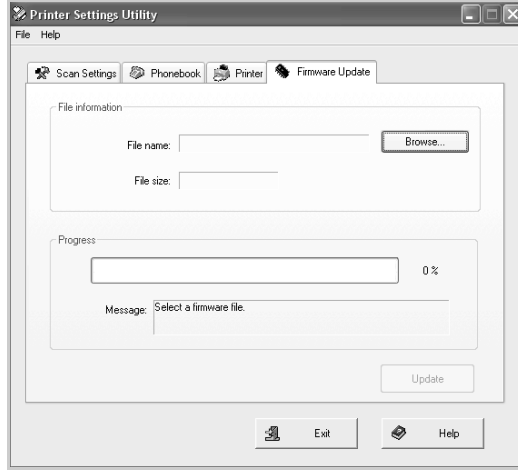 Printer Settings Utility
File Help
Scan Settings Phonebook Printer Firmware Update
File information
File name: Browse...
File size:
Progress
0 %
Message: Select a firmware file.
Update
Exit Help